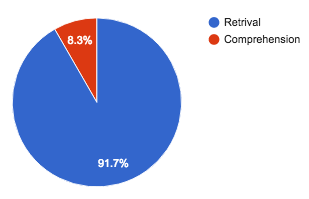 Retrival
Comprehension
8.3%
91.7%